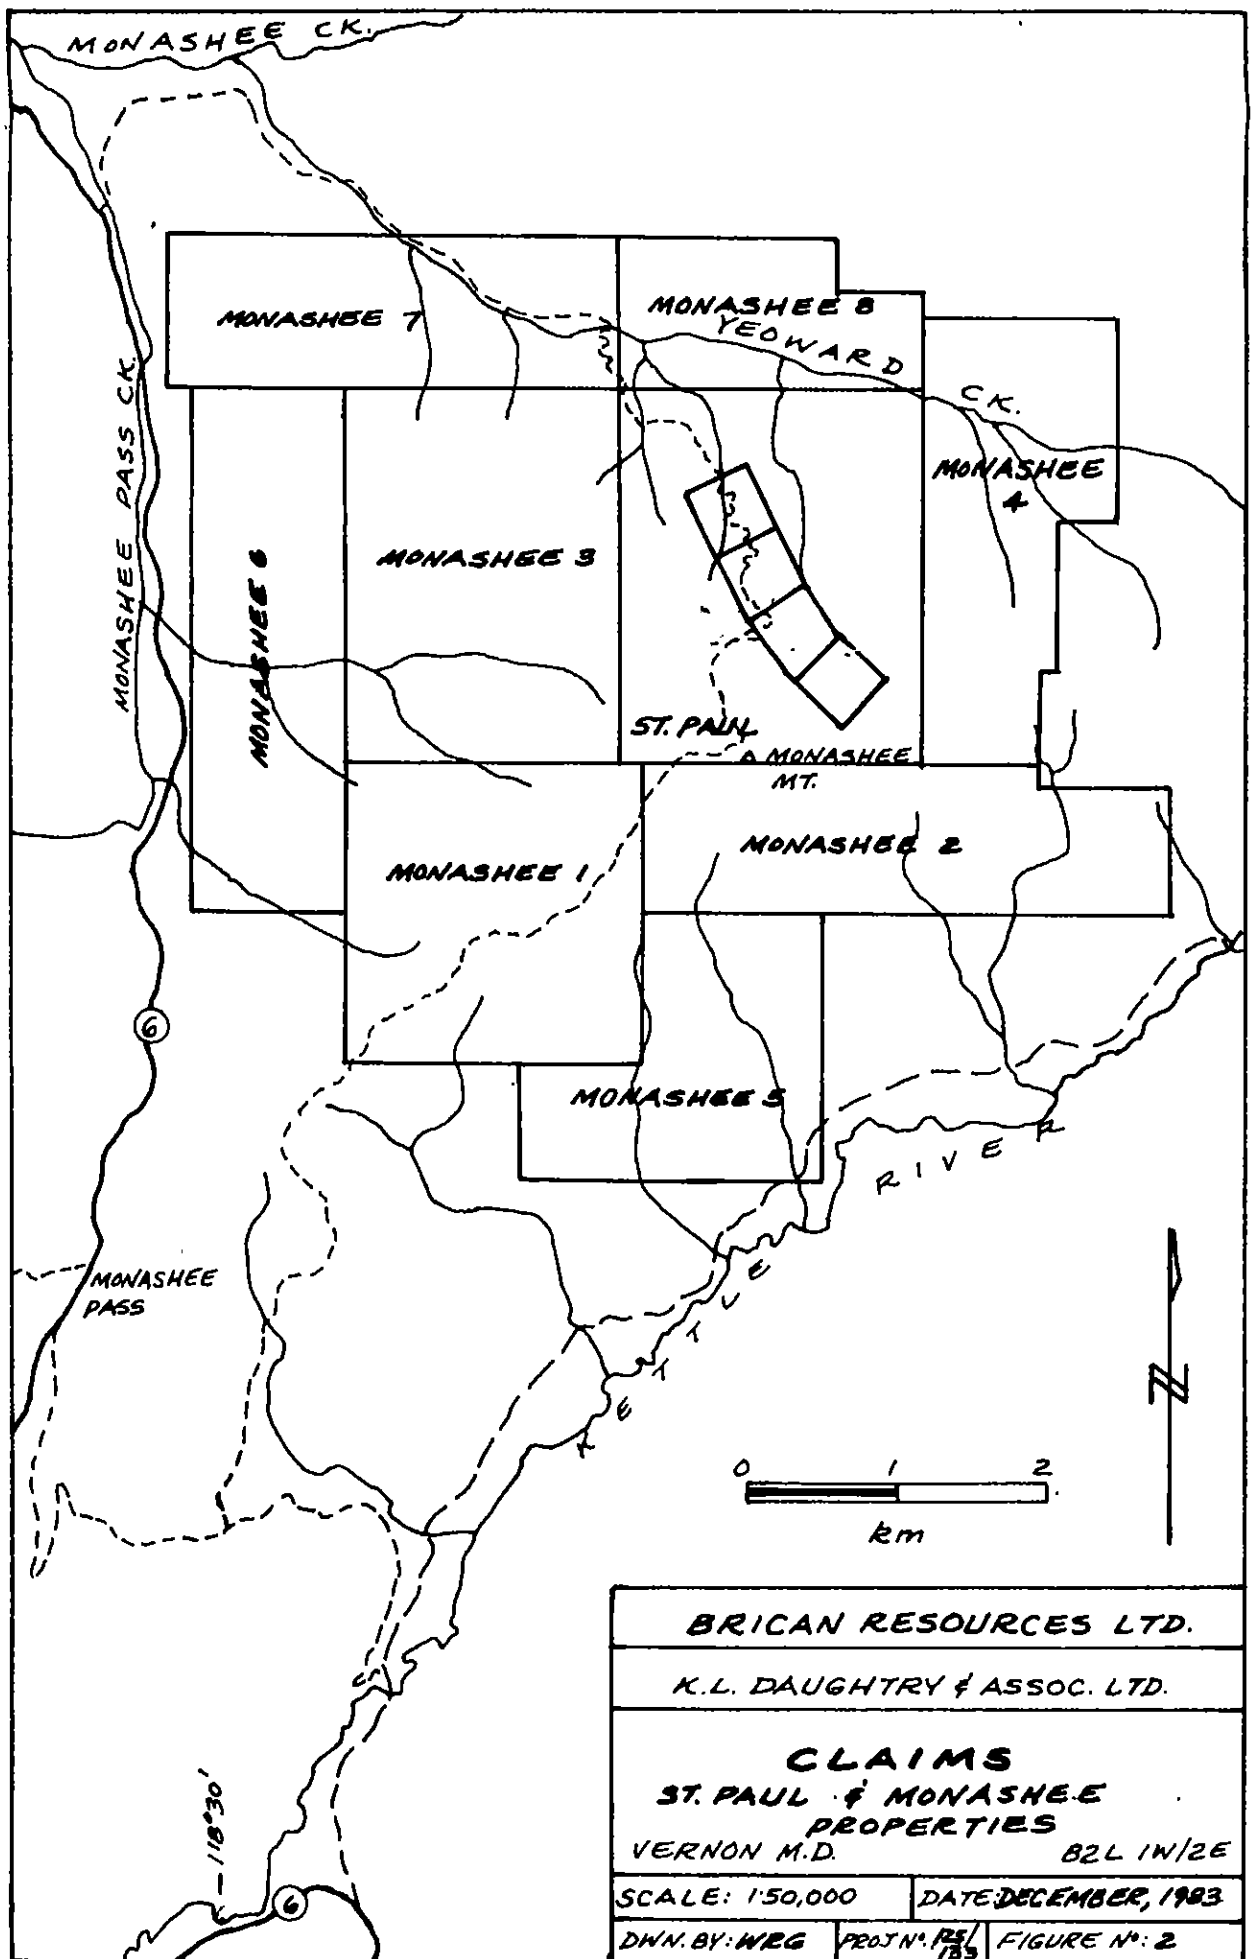 MONASHEE CK.
MONASHEE 7
MONASHEE 8
YEOWARD CK.
MONASHEE PASS CK.
MONASHEE
4
MONASHEE 6
MONASHEE 3
ST. PAUL
MONASHEE
MT.
MONASHEE 2
MONASHEE 1
6
MONASHEE 5
KETTLE RIVER
MONASHEE
PASS
N
0 1 2
km
118°30'
6
BRICAN RESOURCES LTD.
K.L. DAUGHTRY & ASSOC. LTD.
CLAIMS
ST. PAUL & MONASHEE
PROPERTIES
VERNON M.D. 82L 1W/2E
SCALE: 1:50,000 DATE: DECEMBER, 1983
DWN. BY: WRG PROJ Nº. FIGURE Nº: 2